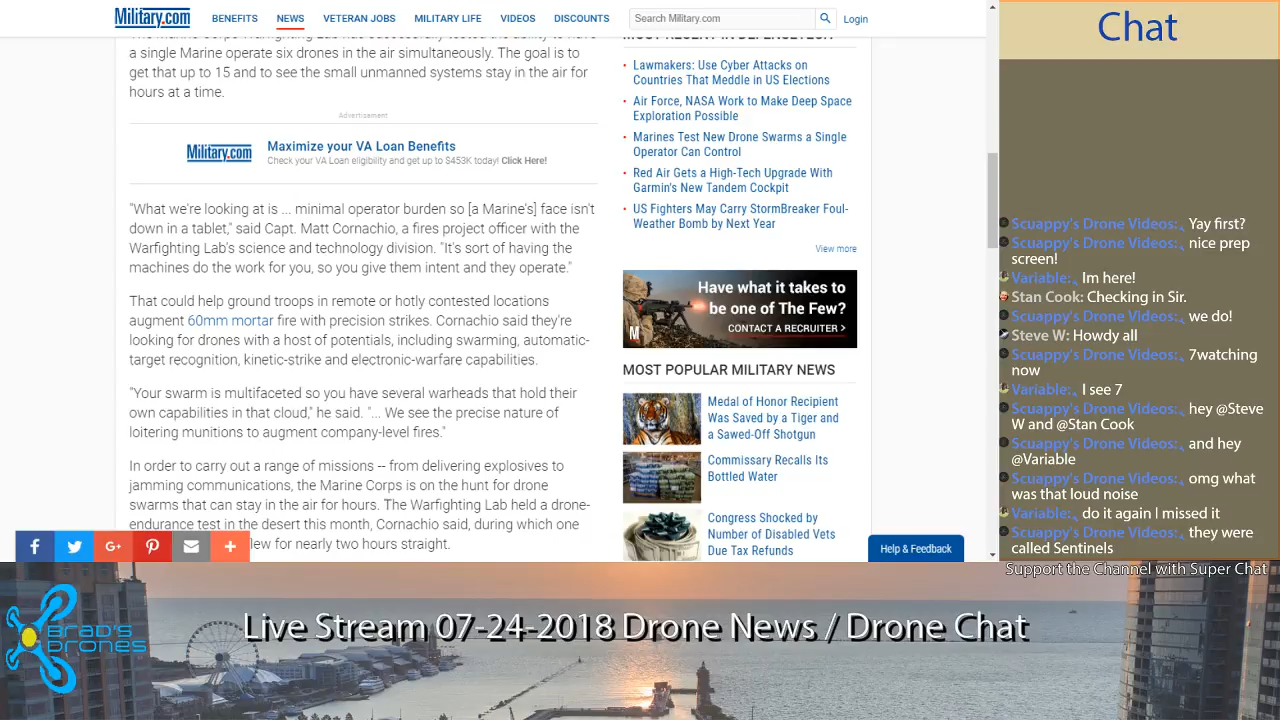 Military.com
BENEFITS
NEWS
VETERAN JOBS
MILITARY LIFE
VIDEOS
DISCOUNTS
Search Military.com
Login
a single Marine operate six drones in the air simultaneously. The goal is to
get that up to 15 and to see the small unmanned systems stay in the air for
hours at a time.
Advertisement
Military.com
Maximize your VA Loan Benefits
Check your VA Loan eligibility and get up to $453K today! Click Here!
"What we're looking at is ... minimal operator burden so [a Marine's] face isn't
down in a tablet," said Capt. Matt Cornachio, a fires project officer with the
Warfighting Lab's science and technology division. "It's sort of having the
machines do the work for you, so you give them intent and they operate."
That could help ground troops in remote or hotly contested locations
augment 60mm mortar fire with precision strikes. Cornachio said they're
looking for drones with a host of potentials, including swarming, automatic-
target recognition, kinetic-strike and electronic-warfare capabilities.
"Your swarm is multifaceted so you have several warheads that hold their
own capabilities in that cloud," he said. "... We see the precise nature of
loitering munitions to augment company-level fires."
In order to carry out a range of missions -- from delivering explosives to
jamming communications, the Marine Corps is on the hunt for drone
swarms that can stay in the air for hours. The Warfighting Lab held a drone-
endurance test in the desert this month, Cornachio said, during which one
lew for nearly two hours straight.
MOST RECENT IN DEFENSETECH
Lawmakers: Use Cyber Attacks on
Countries That Meddle in US Elections
Air Force, NASA Work to Make Deep Space
Exploration Possible
Marines Test New Drone Swarms a Single
Operator Can Control
Red Air Gets a High-Tech Upgrade With
Garmin's New Tandem Cockpit
US Fighters May Carry StormBreaker Foul-
Weather Bomb by Next Year
View more
Have what it takes to
be one of The Few?
CONTACT A RECRUITER >
MOST POPULAR MILITARY NEWS
Medal of Honor Recipient
Was Saved by a Tiger and
a Sawed-Off Shotgun
Commissary Recalls Its
Bottled Water
Congress Shocked by
Number of Disabled Vets
Due Tax Refunds
Help & Feedback
Chat
Scuappy's Drone Videos: Yay first?
Scuappy's Drone Videos: nice prep
screen!
Variable: Im here!
Stan Cook: Checking in Sir.
Scuappy's Drone Videos: we do!
Steve W: Howdy all
Scuappy's Drone Videos: 7watching
now
Variable: I see 7
Scuappy's Drone Videos: hey @Steve
W and @Stan Cook
Scuappy's Drone Videos: and hey
@Variable
Scuappy's Drone Videos: omg what
was that loud noise
Variable: do it again I missed it
Scuappy's Drone Videos: they were
called Sentinels
Support the Channel with Super Chat
BRAD'S
DRONES
Live Stream 07-24-2018 Drone News / Drone Chat